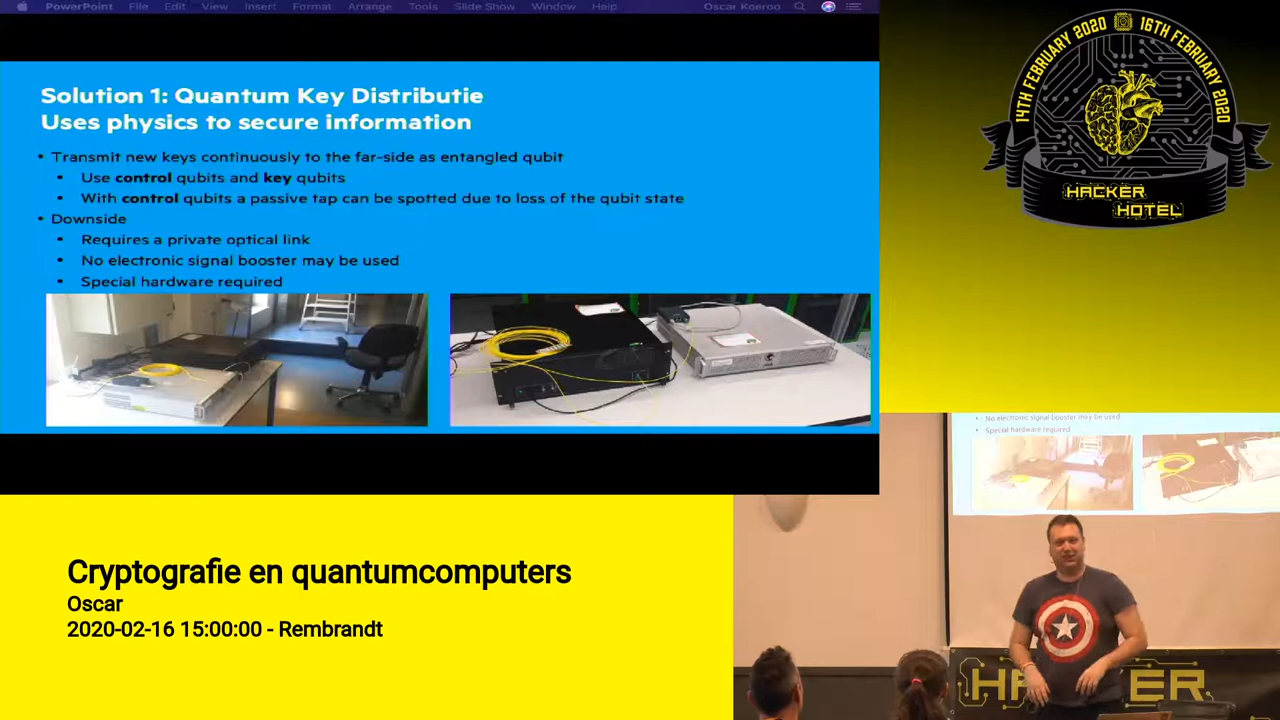 PowerPoint File Edit View Insert Format Arrange Tools Slide Show Window Help Oscar Koeroo
Solution 1: Quantum Key Distributie
Uses physics to secure information
• Transmit new keys continuously to the far-side as entangled qubit
• Use control qubits and key qubits
• With control qubits a passive tap can be spotted due to loss of the qubit state
• Downside
• Requires a private optical link
• No electronic signal booster may be used
• Special hardware required
14TH FEBRUARY 2020 16TH FEBRUARY 2020
HACKER
HOTEL
• No electronic signal booster may be used
• Special hardware required
Cryptografie en quantumcomputers
Oscar
2020-02-16 15:00:00 - Rembrandt